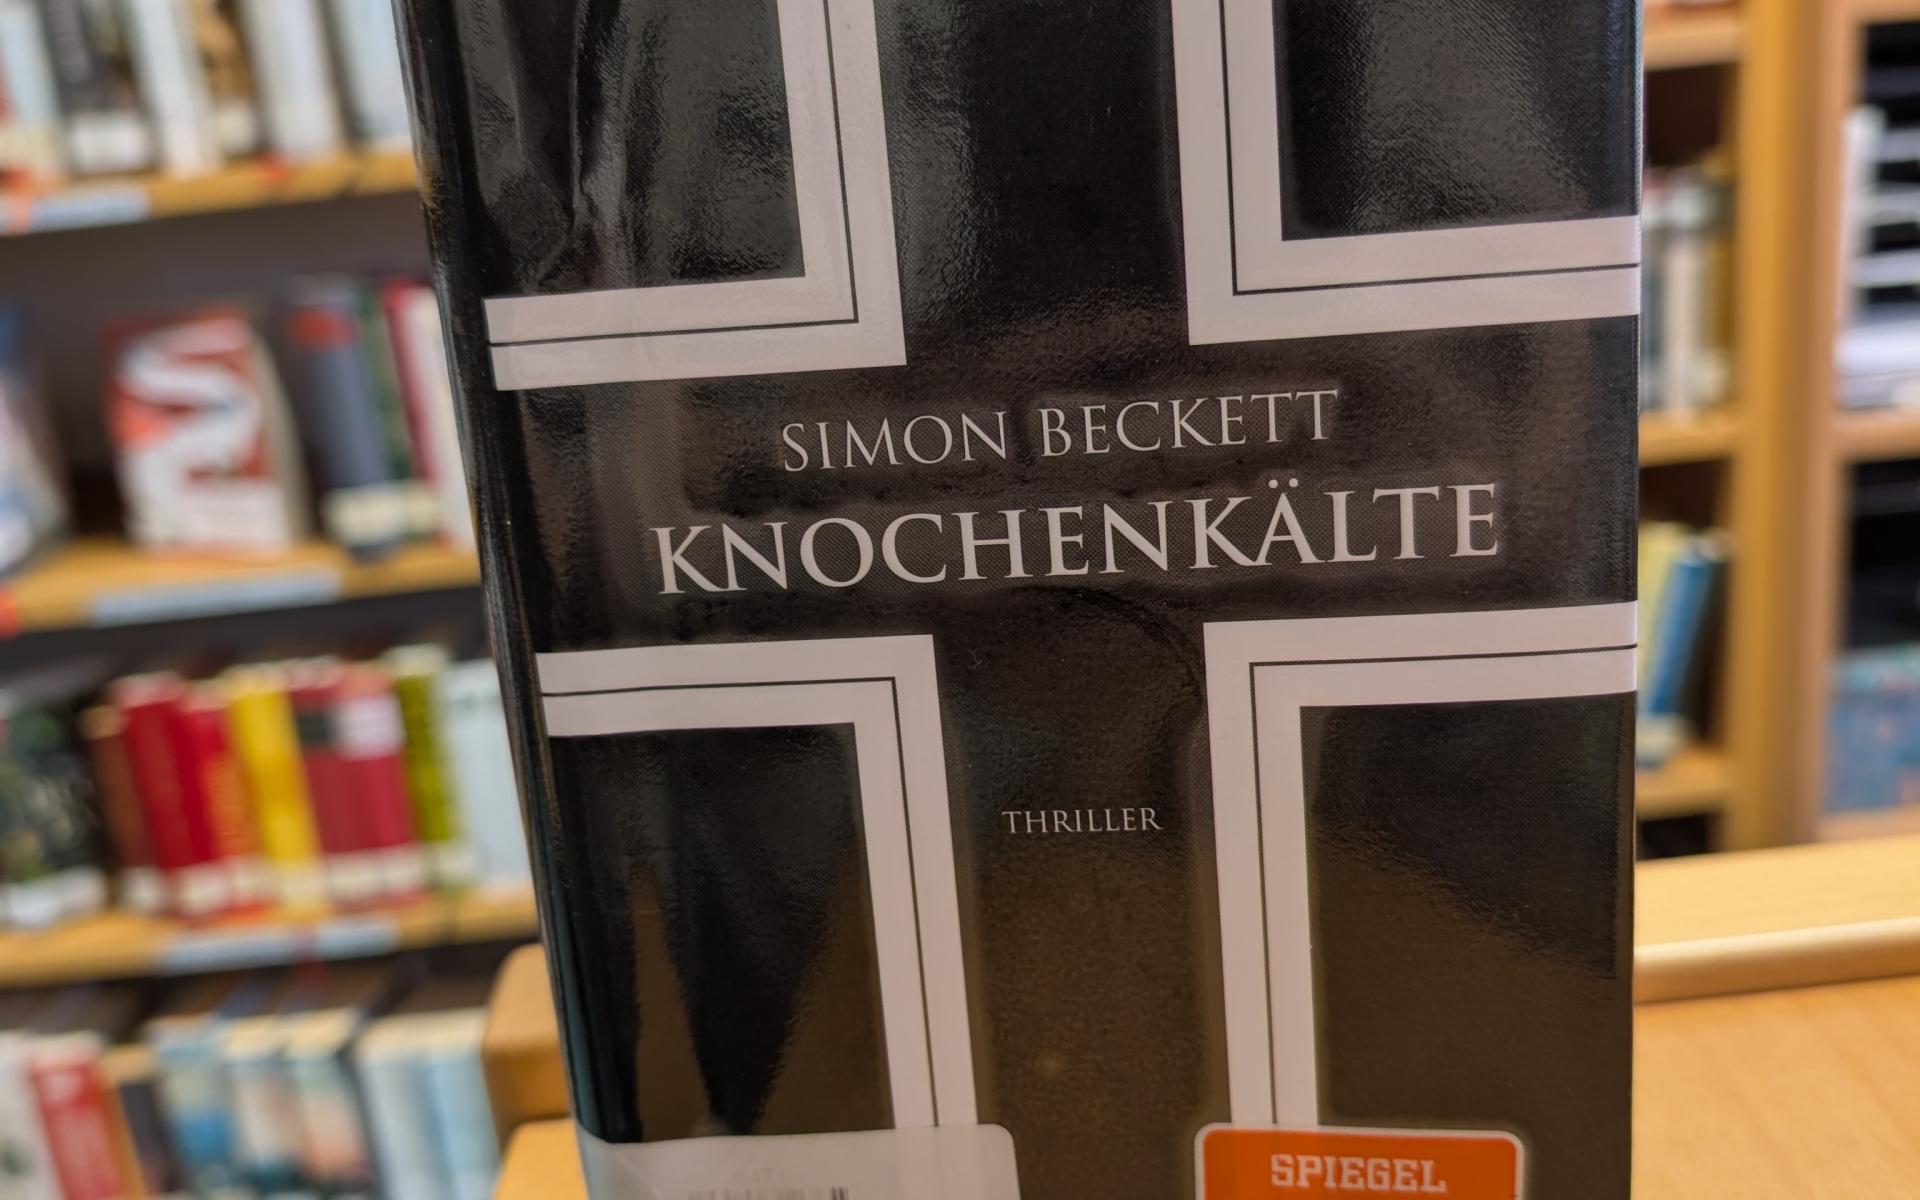 SIMON BECKETT
KNOCHENKÄLTE
THRILLER
SPIEGEL